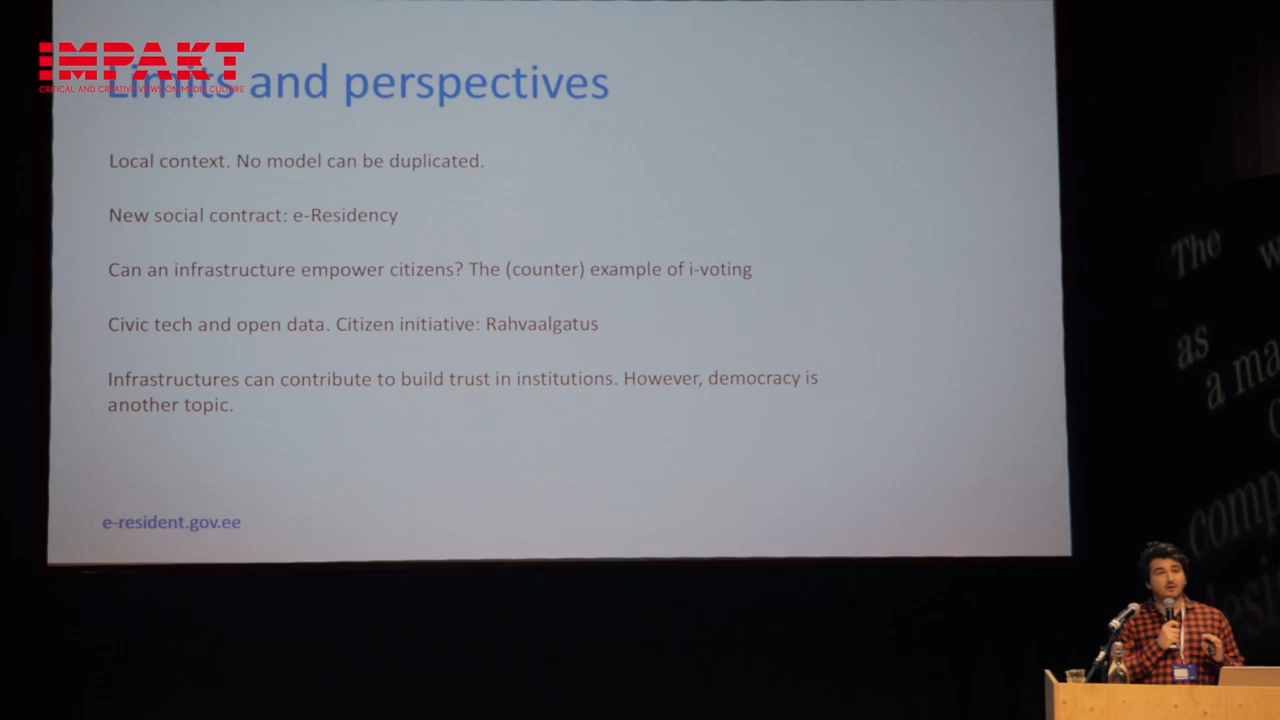 IMPAKT
CRITICAL AND CREATIVE VIEWS ON MEDIA CULTURE
Limits and perspectives
Local context. No model can be duplicated.
New social contract: e-Residency
Can an infrastructure empower citizens? The (counter) example of i-voting
Civic tech and open data. Citizen initiative: Rahvaalgatus
Infrastructures can contribute to build trust in institutions. However, democracy is
another topic.
e-resident.gov.ee
The
as
a